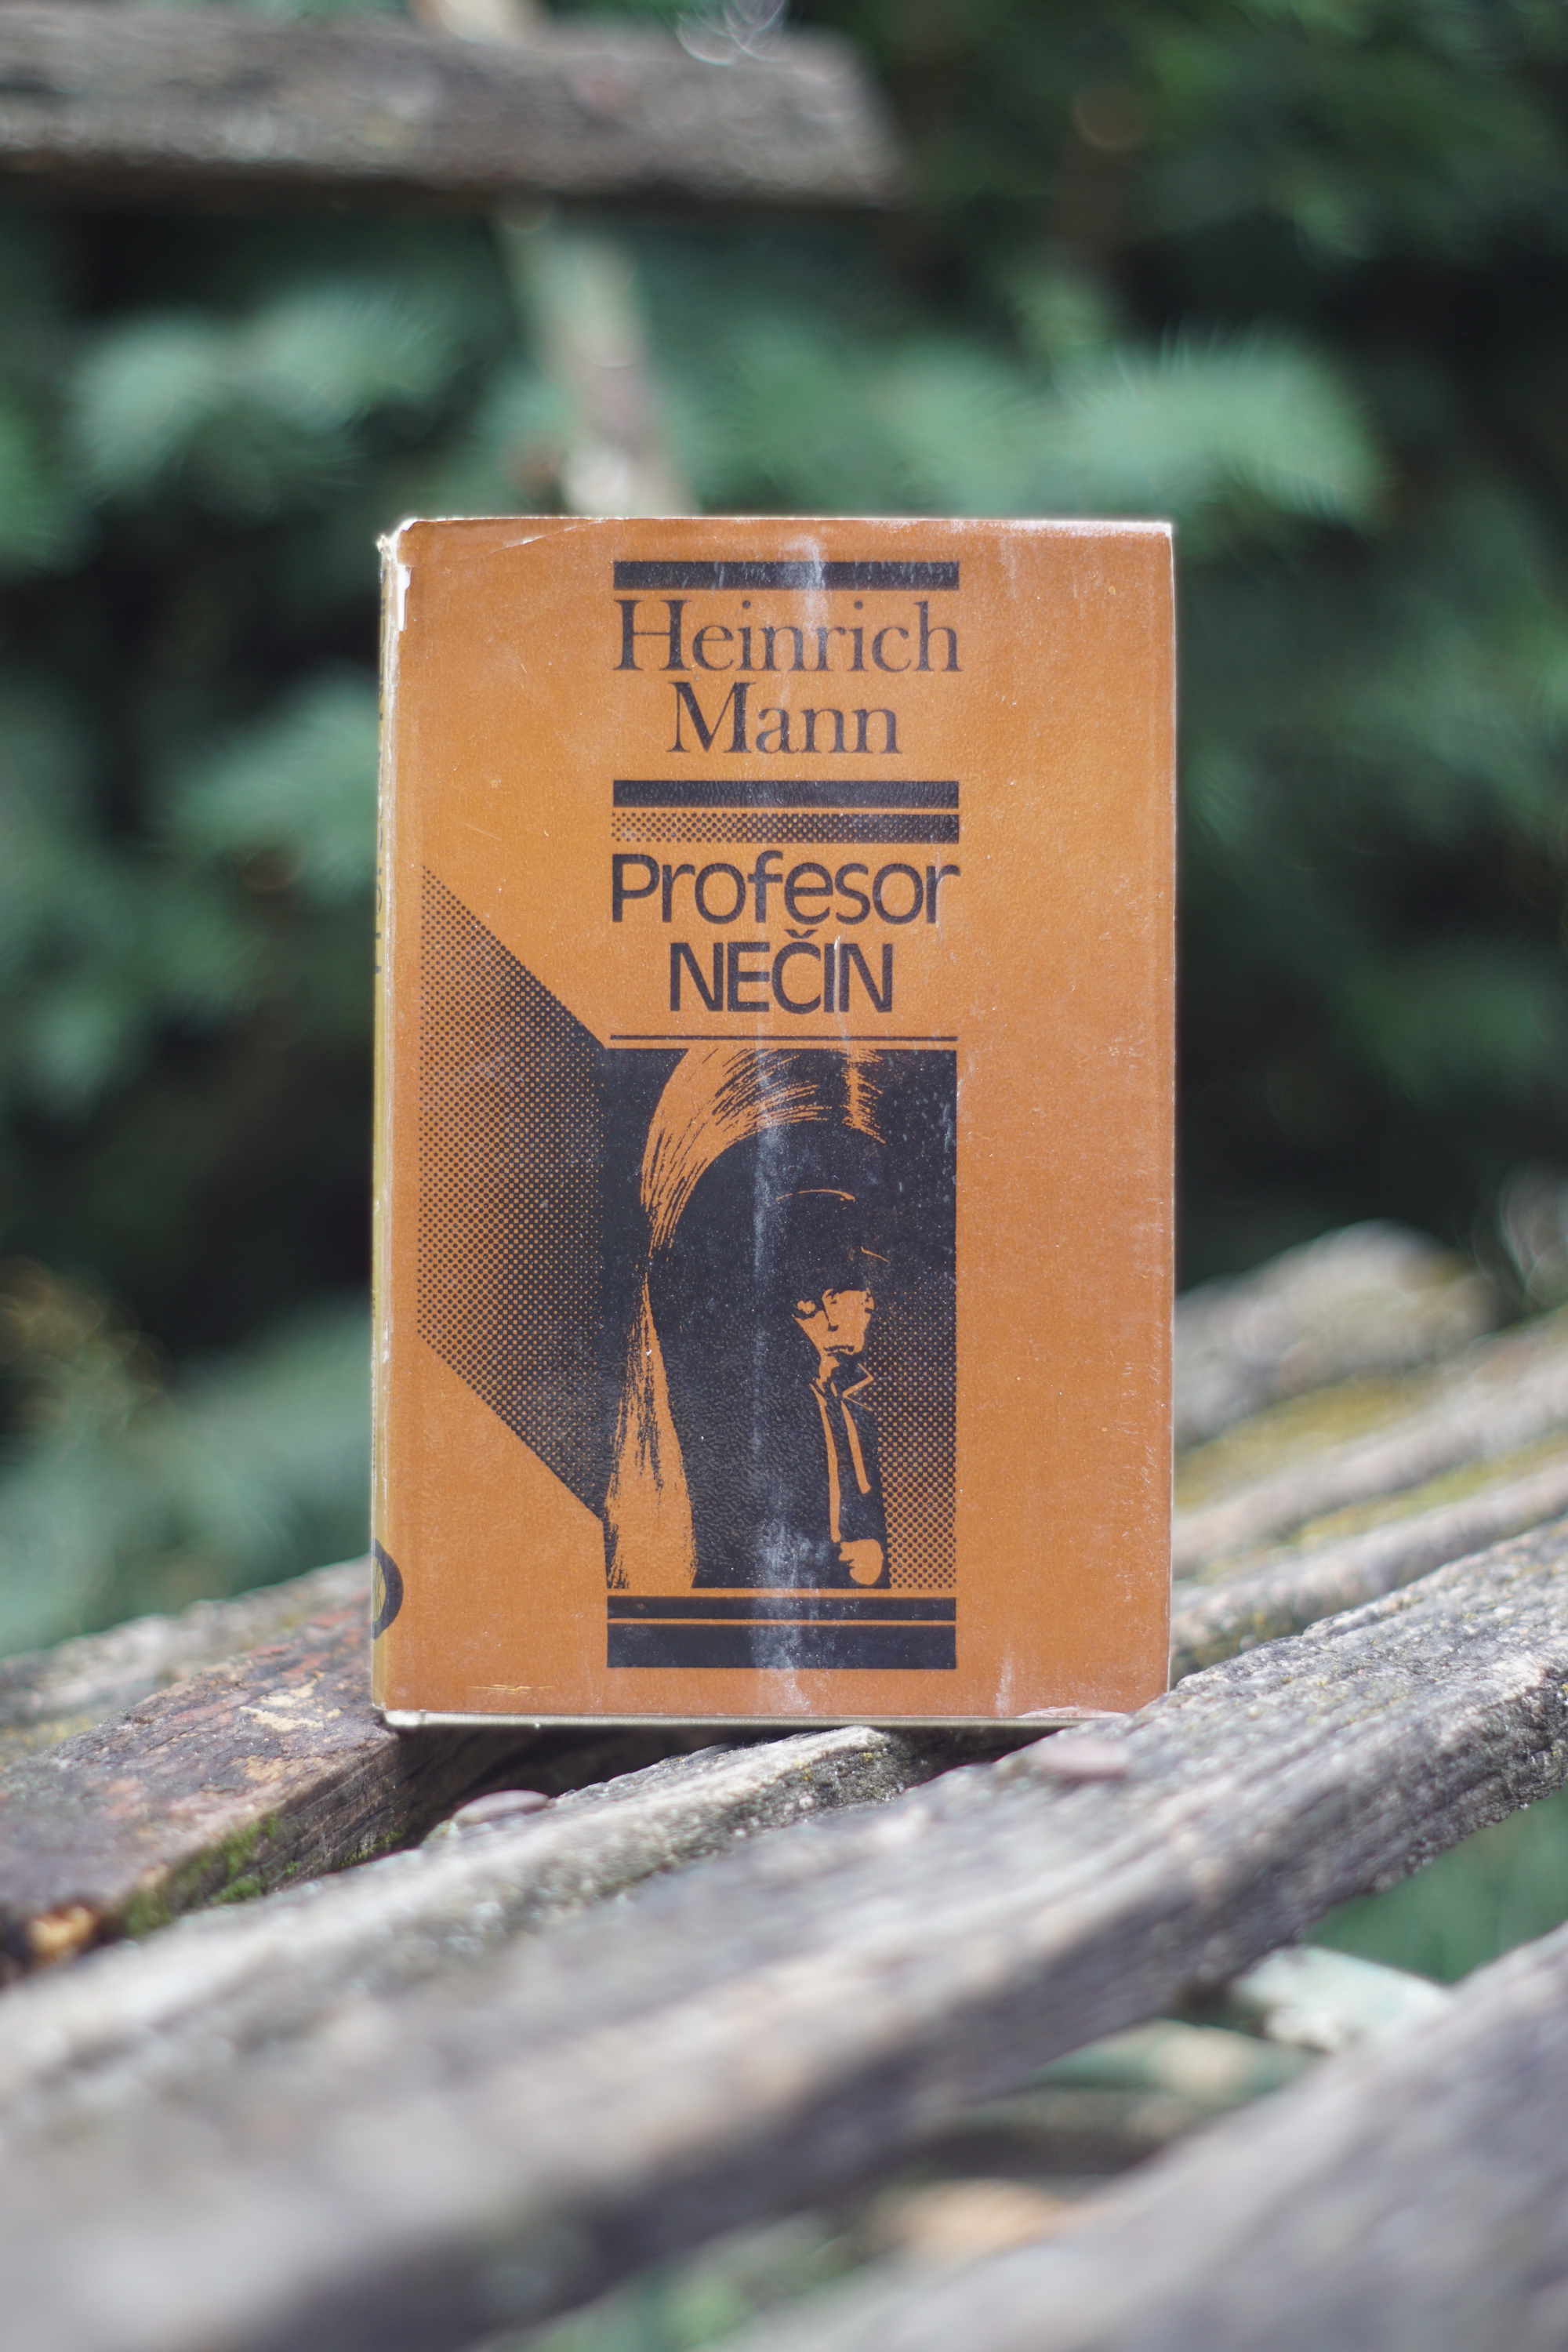 Heinrich
Mann
Profesor
NEČIN